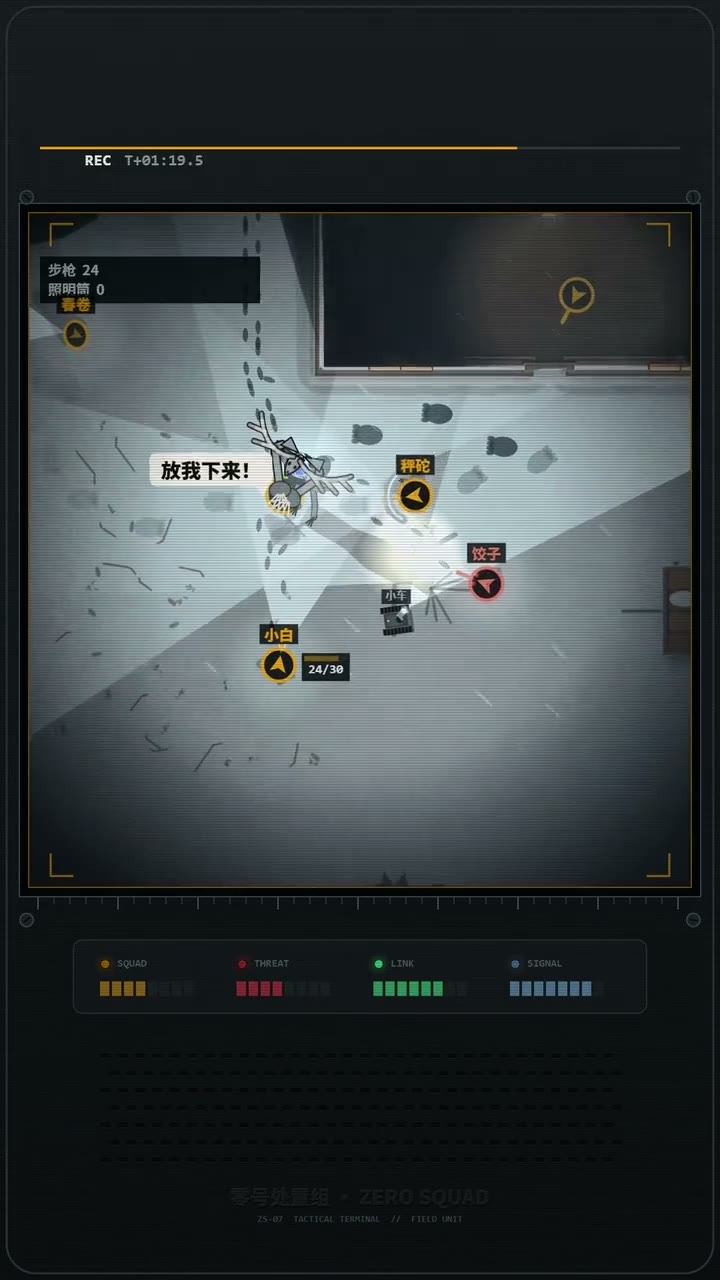 REC T+01:19.5
步枪 24
照明筒 0
春卷
放我下来！
秤砣
饺子
小车
小白
24/30
SQUAD
THREAT
LINK
SIGNAL
零号处置组 · ZERO SQUAD
ZS-07 TACTICAL TERMINAL // FIELD UNIT